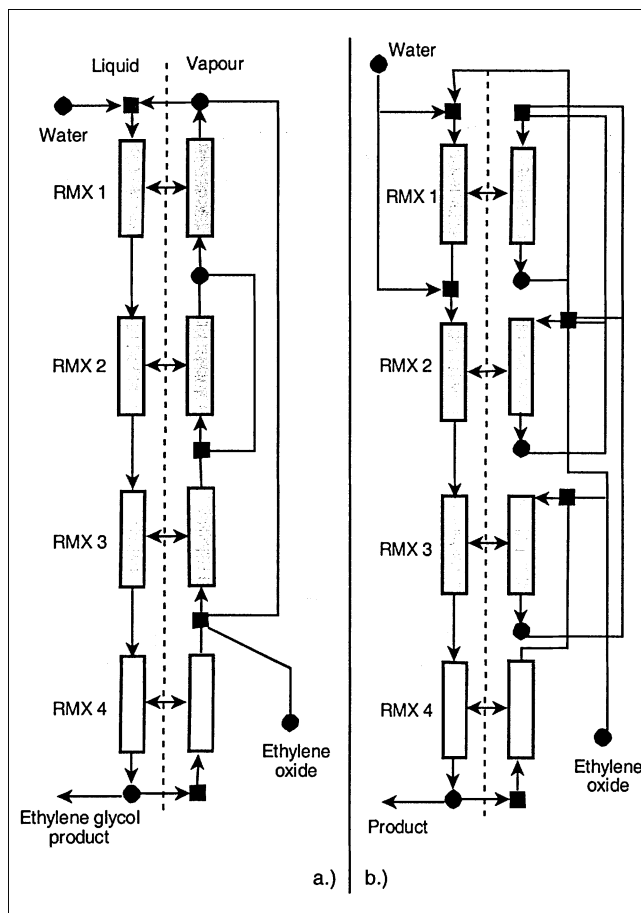 Liquid
Vapour
Water
RMX 1
RMX 2
RMX 3
RMX 4
Ethylene
oxide
Ethylene glycol
product
a.)
Water
RMX 1
RMX 2
RMX 3
RMX 4
Ethylene
oxide
Product
b.)